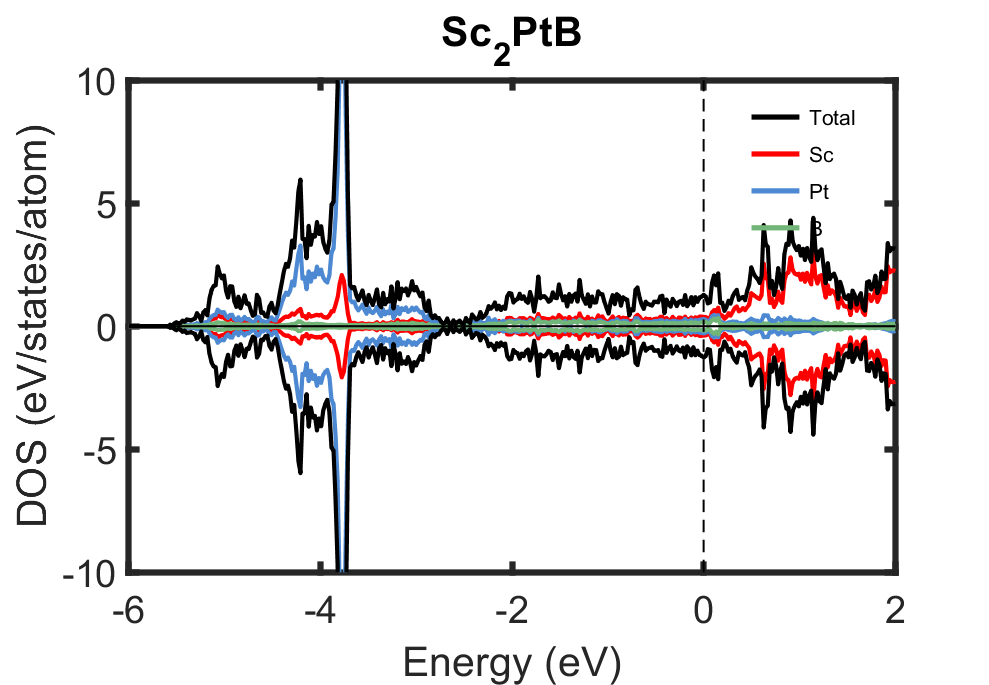 Sc2PtB
10
5
0
-5
-10
DOS (eV/states/atom)
Total
Sc
Pt
B
-6 -4 -2 0 2
Energy (eV)